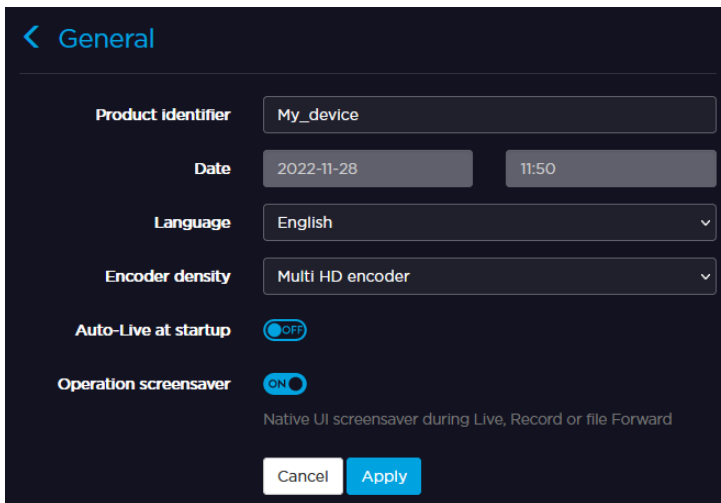 General
Product identifier My_device
Date 2022-11-28 11:50
Language English
Encoder density Multi HD encoder
Auto-Live at startup OFF
Operation screensaver ON
Native UI screensaver during Live, Record or file Forward
Cancel Apply